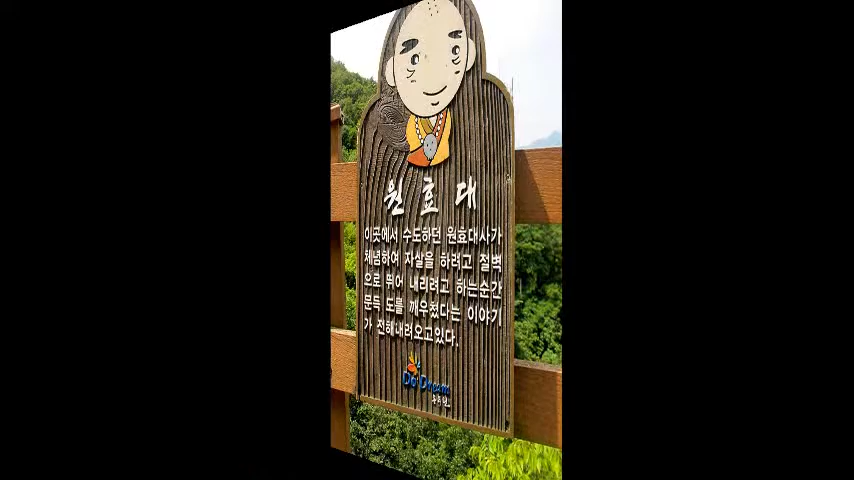 원효대
이곳에서 수도하던 원효대사가
체념하여 자살을 하려고 절벽
으로 뛰어 내리려고 하는순간
문득 도를 깨우쳤다는 이야기
가 전해내려오고있다.
Do Dream
동두천